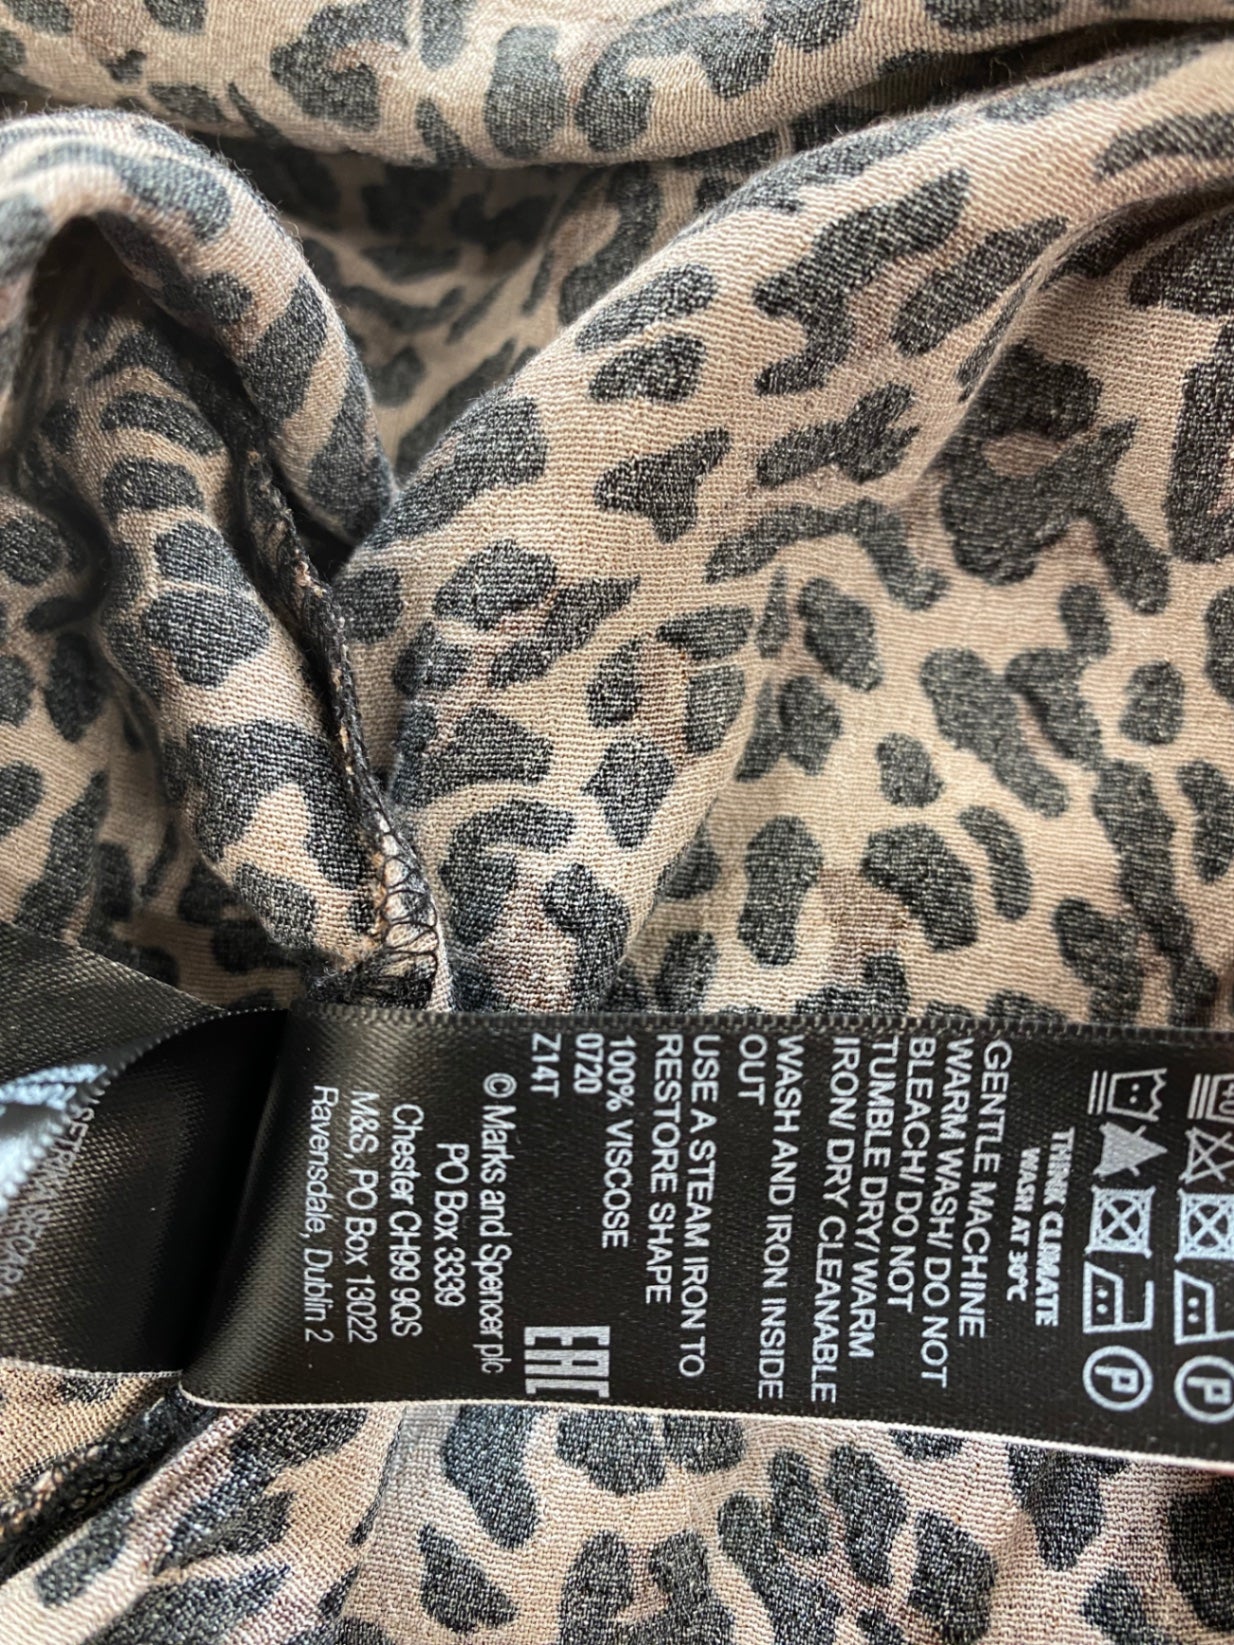 40
THINK CLIMATE
WASH AT 30°C
GENTLE MACHINE
WARM WASH/ DO NOT
BLEACH/ DO NOT
TUMBLE DRY/ WARM
IRON/ DRY CLEANABLE
WASH AND IRON INSIDE
OUT
USE A STEAM IRON TO
RESTORE SHAPE
100% VISCOSE
0720
Z14T
EAC
© Marks and Spencer plc
PO Box 3339
Chester CH99 9QS
M&S, PO Box 13022
Ravensdale, Dublin 2
P
P